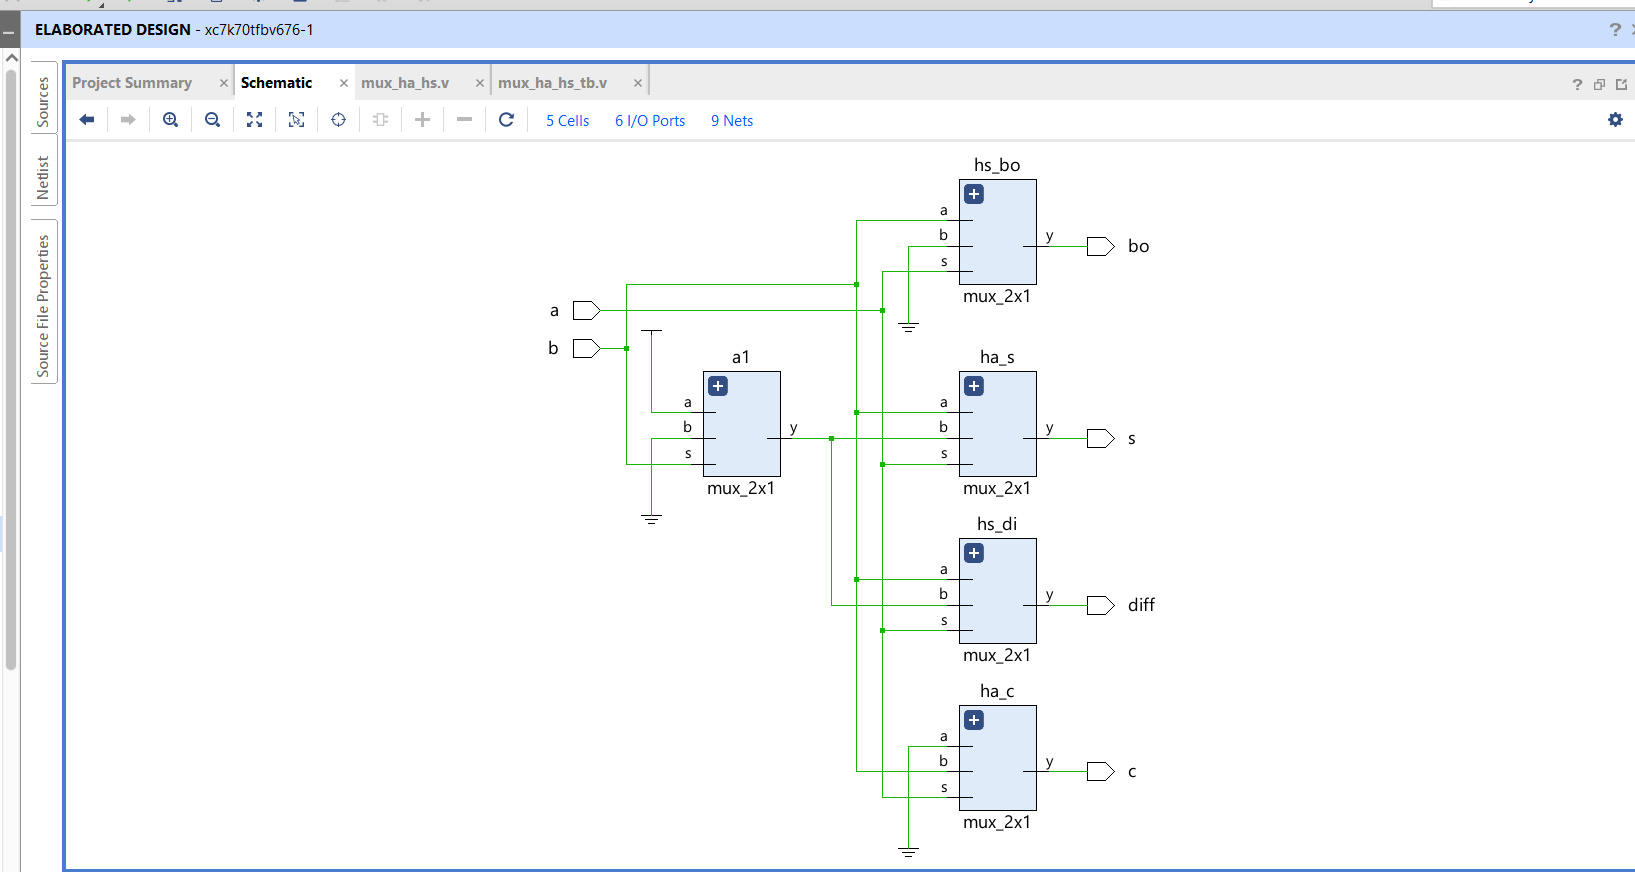 ELABORATED DESIGN - xc7k70tfbv676-1
?
Sources
Netlist
Source File Properties
Project Summary × Schematic × mux_ha_hs.v × mux_ha_hs_tb.v ×
?
5 Cells 6 I/O Ports 9 Nets
hs_bo
a
b
s
y
bo
mux_2x1
a
b
a1
a
b
s
y
mux_2x1
ha_s
a
b
s
y
s
mux_2x1
hs_di
a
b
s
y
diff
mux_2x1
ha_c
a
b
s
y
c
mux_2x1